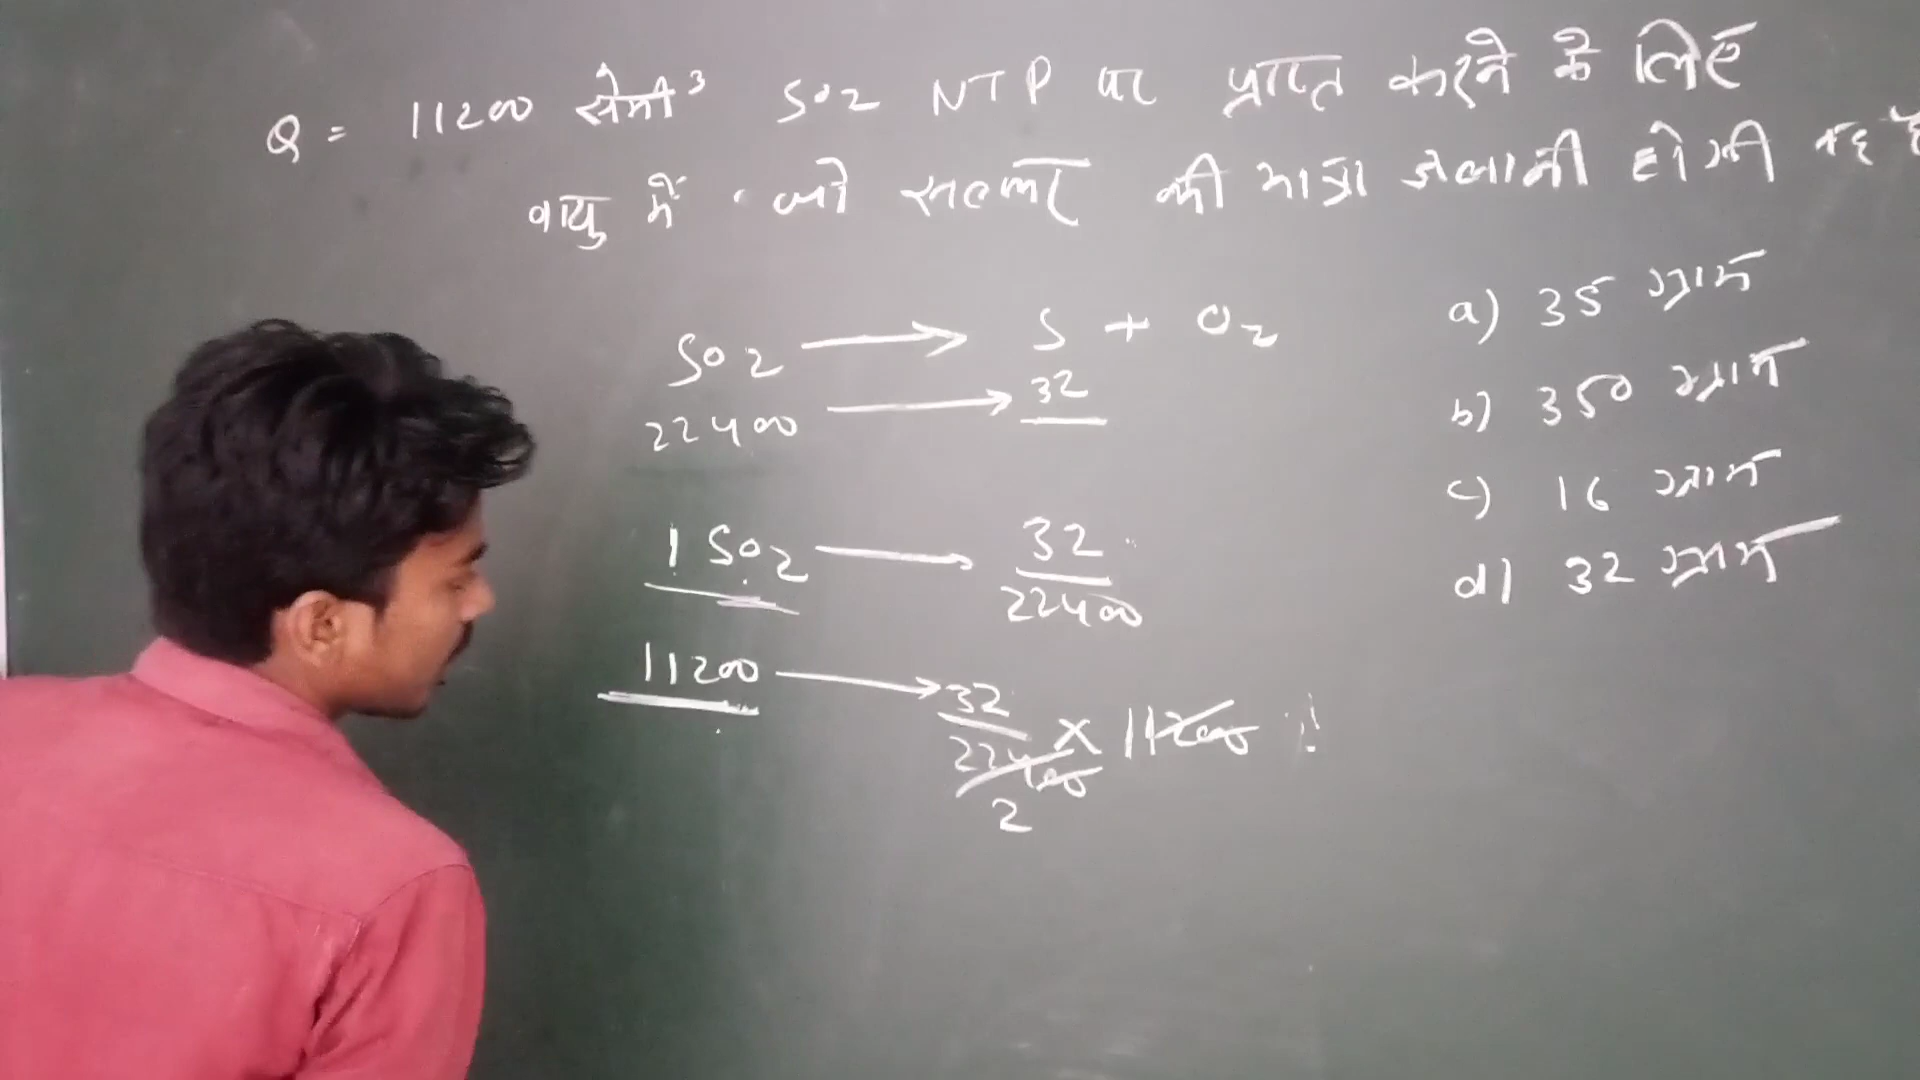 Q = 11200 सेमी³ SO2 NTP पर प्राप्त करने के लिए
वायु में जो सल्फर की मात्रा जलानी होगी वह है
SO2 → S + O2
22400 → 32
1 SO2 → 32/22400
11200 → 32/22400 × 11200
2
a) 35 ग्राम
b) 350 ग्राम
c) 16 ग्राम
d) 32 ग्राम